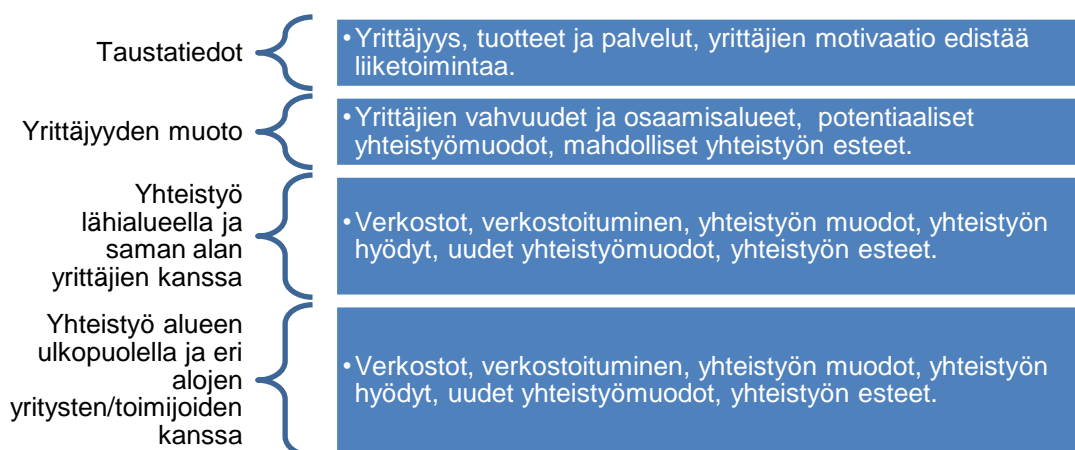 Taustatiedot
•Yrittäjyys, tuotteet ja palvelut, yrittäjien motivaatio edistää
liiketoimintaa.
Yrittäjyyden muoto
•Yrittäjien vahvuudet ja osaamisalueet, potentiaaliset
yhteistyömuodot, mahdolliset yhteistyön esteet.
Yhteistyö
lähialueella ja
saman alan
yrittäjien kanssa
•Verkostot, verkostoituminen, yhteistyön muodot, yhteistyön
hyödyt, uudet yhteistyömuodot, yhteistyön esteet.
Yhteistyö alueen
ulkopuolella ja eri
alojen
yritysten/toimijoiden
kanssa
•Verkostot, verkostoituminen, yhteistyön muodot, yhteistyön
hyödyt, uudet yhteistyömuodot, yhteistyön esteet.